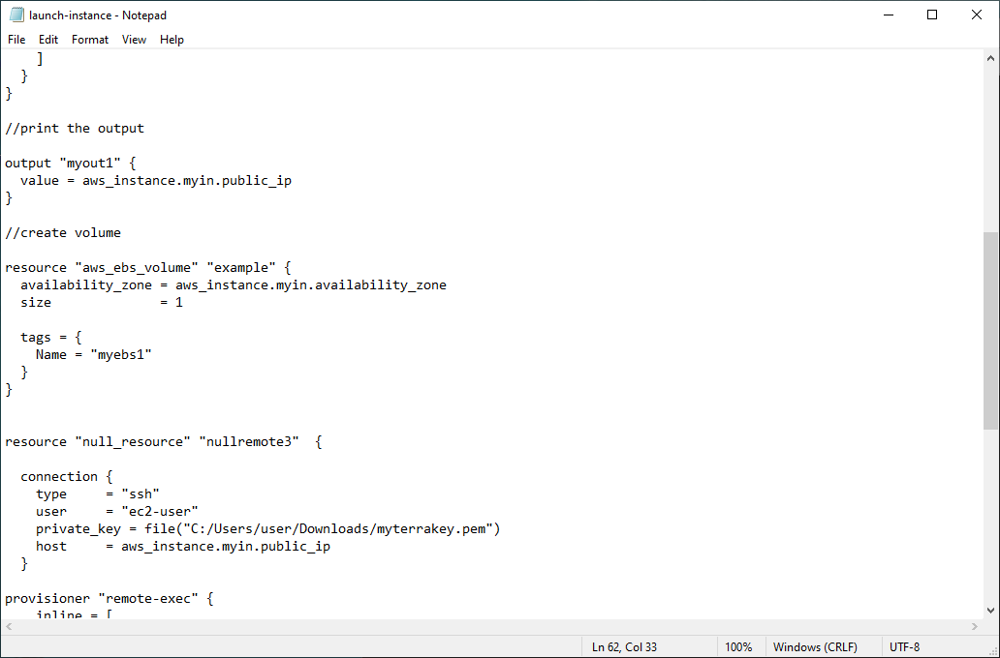 launch-instance - Notepad
File Edit Format View Help
    ]
  }
}

//print the output

output "myout1" {
  value = aws_instance.myin.public_ip
}

//create volume

resource "aws_ebs_volume" "example" {
  availability_zone = aws_instance.myin.availability_zone
  size              = 1

  tags = {
    Name = "myebs1"
  }
}


resource "null_resource" "nullremote3"  {

  connection {
    type     = "ssh"
    user     = "ec2-user"
    private_key = file("C:/Users/user/Downloads/myterrakey.pem")
    host     = aws_instance.myin.public_ip
  }

provisioner "remote-exec" {
    inline = [
Ln 62, Col 33 100% Windows (CRLF) UTF-8